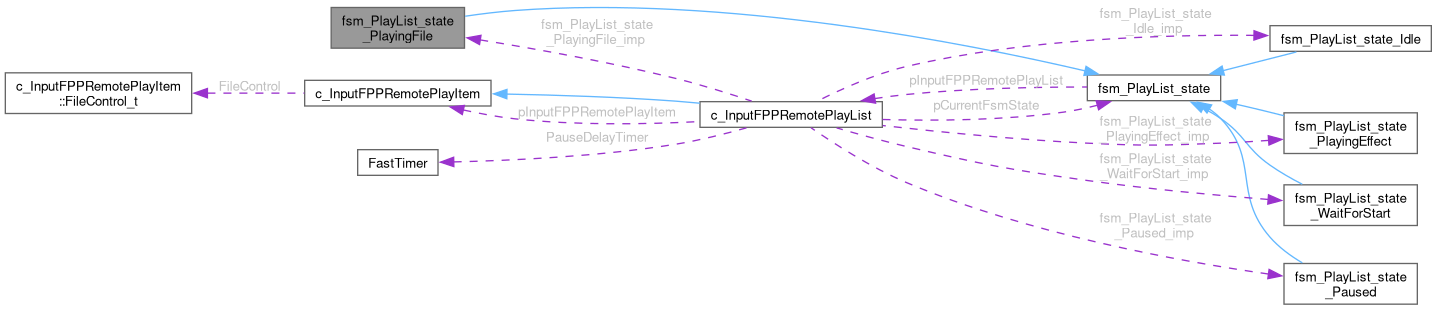 fsm_PlayList_state
_PlayingFile
fsm_PlayList_state
_PlayingFile_imp
fsm_PlayList_state
_Idle_imp
fsm_PlayList_state_Idle
c_InputFPPRemotePlayItem
::FileControl_t
FileControl
c_InputFPPRemotePlayItem
pInputFPPRemotePlayItem
c_InputFPPRemotePlayList
pInputFPPRemotePlayList
pCurrentFsmState
fsm_PlayList_state
fsm_PlayList_state
_PlayingEffect_imp
fsm_PlayList_state
_PlayingEffect
PauseDelayTimer
FastTimer
fsm_PlayList_state
_WaitForStart_imp
fsm_PlayList_state
_WaitForStart
fsm_PlayList_state
_Paused_imp
fsm_PlayList_state
_Paused